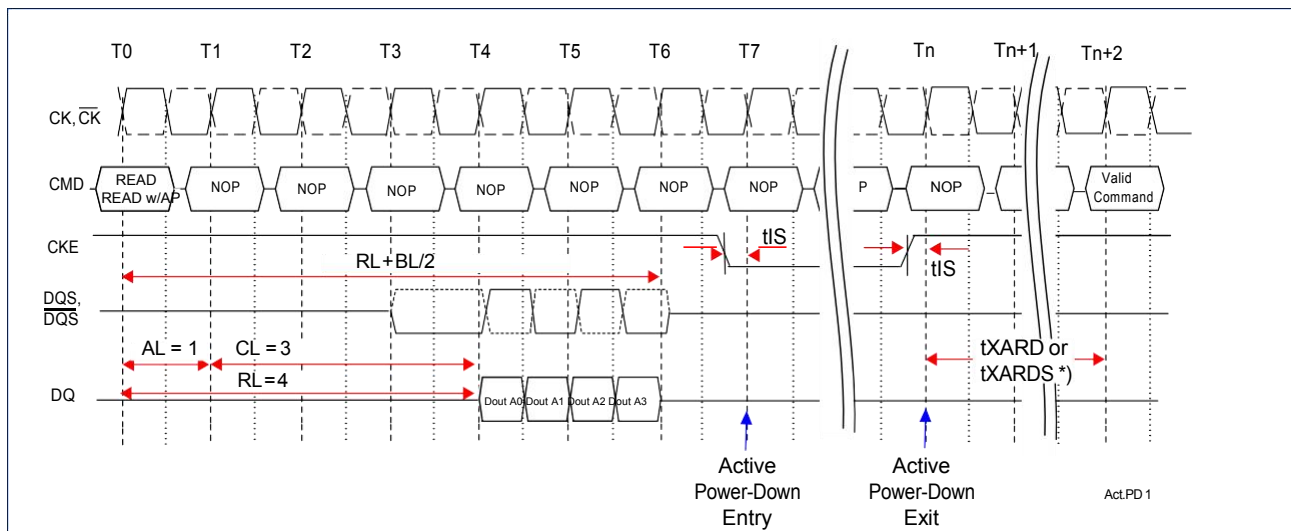 T0 T1 T2 T3 T4 T5 T6 T7 Tn Tn+1 Tn+2
CK, CK
CMD READ NOP NOP NOP NOP NOP NOP NOP P NOP Valid
READ w/AP Command
CKE tIS
tIS
RL+BL/2
DQS,
DQS
AL = 1 CL = 3 tXARD or
RL=4 tXARDS *)
DQ Dout A0 Dout A1 Dout A2 Dout A3
Active Active
Power-Down Power-Down Act.PD 1
Entry Exit